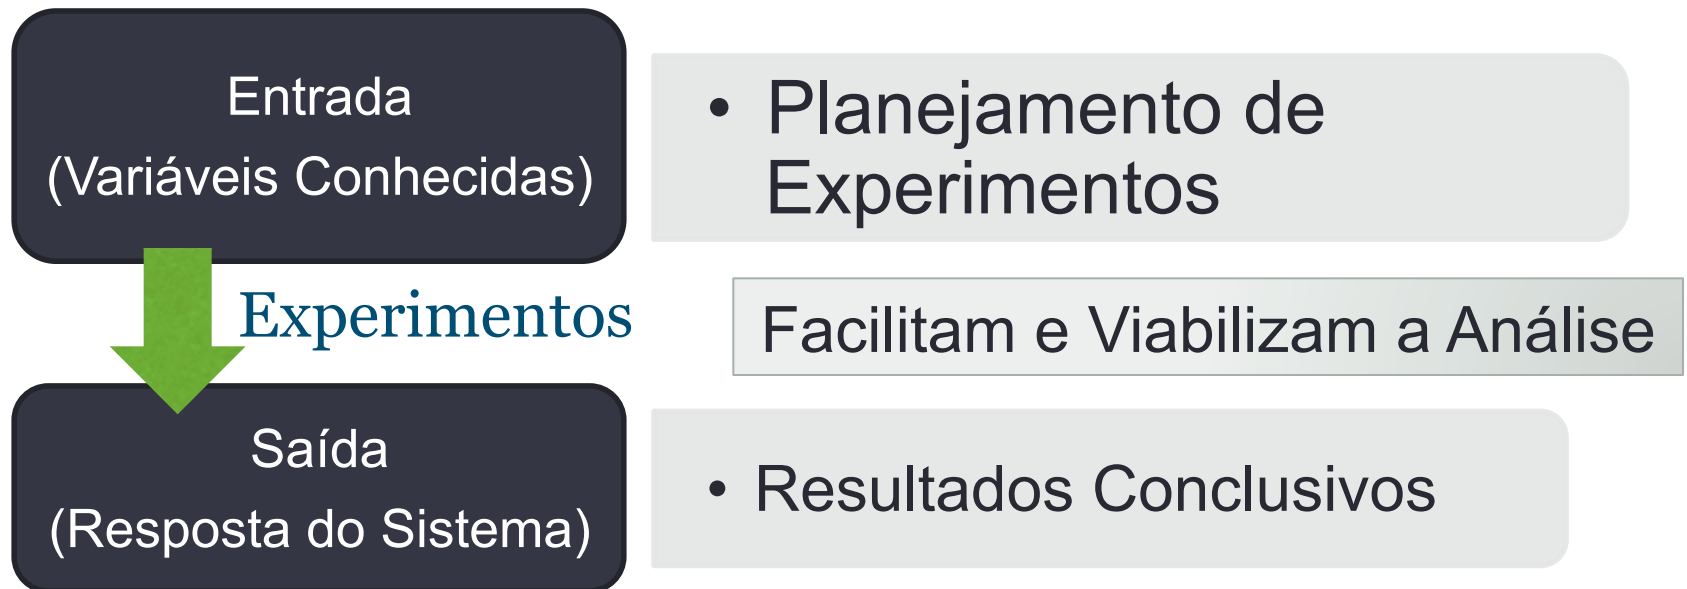 Entrada
(Variáveis Conhecidas)
• Planejamento de
Experimentos
Experimentos
Facilitam e Viabilizam a Análise
Saída
(Resposta do Sistema)
• Resultados Conclusivos